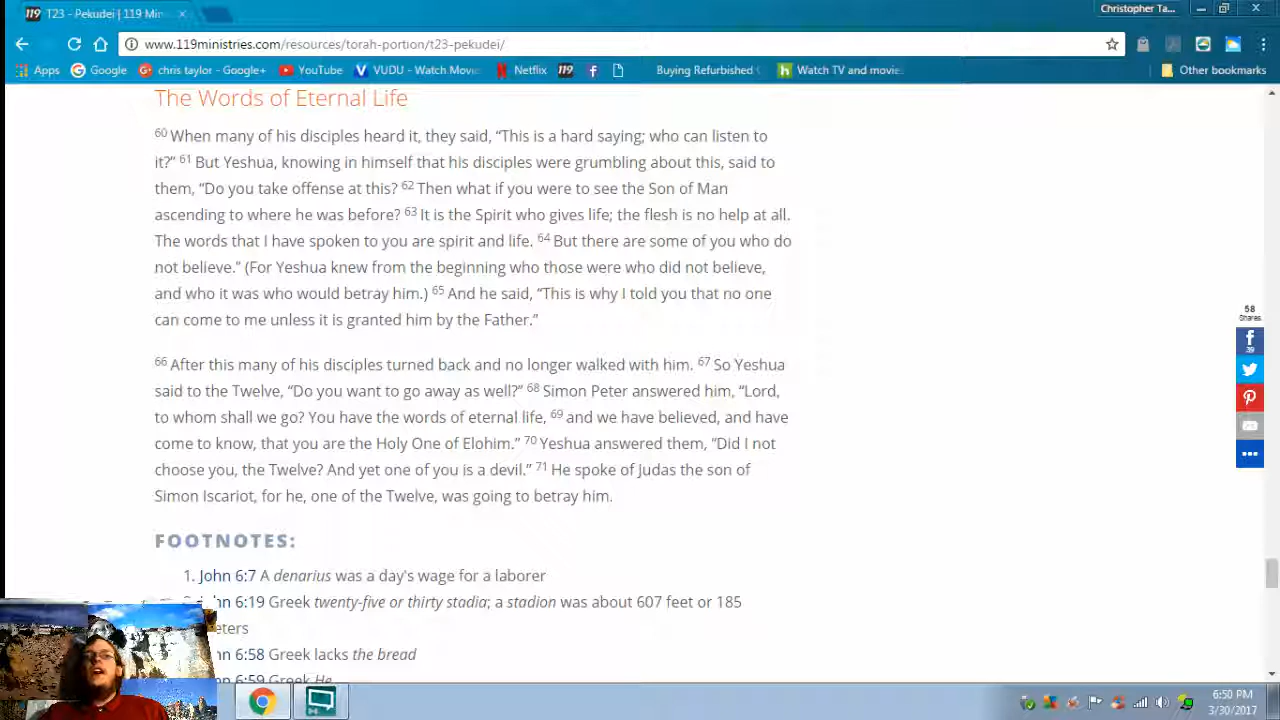 119 T23 - Pekudei | 119 Min
Christopher Ta...
www.119ministries.com/resources/torah-portion/t23-pekudei/
Apps Google chris taylor - Google+ YouTube VUDU - Watch Movi Netflix 119 Buying Refurbished Watch TV and movie Other bookmarks
The Words of Eternal Life
60 When many of his disciples heard it, they said, “This is a hard saying; who can listen to
it?” 61 But Yeshua, knowing in himself that his disciples were grumbling about this, said to
them, “Do you take offense at this? 62 Then what if you were to see the Son of Man
ascending to where he was before? 63 It is the Spirit who gives life; the flesh is no help at all.
The words that I have spoken to you are spirit and life. 64 But there are some of you who do
not believe.” (For Yeshua knew from the beginning who those were who did not believe,
and who it was who would betray him.) 65 And he said, “This is why I told you that no one
can come to me unless it is granted him by the Father.”
66 After this many of his disciples turned back and no longer walked with him. 67 So Yeshua
said to the Twelve, “Do you want to go away as well?” 68 Simon Peter answered him, “Lord,
to whom shall we go? You have the words of eternal life, 69 and we have believed, and have
come to know, that you are the Holy One of Elohim.” 70 Yeshua answered them, “Did I not
choose you, the Twelve? And yet one of you is a devil.” 71 He spoke of Judas the son of
Simon Iscariot, for he, one of the Twelve, was going to betray him.
58
Shares
39
FOOTNOTES:
1. John 6:7 A denarius was a day's wage for a laborer
hn 6:19 Greek twenty-five or thirty stadia; a stadion was about 607 feet or 185
eters
hn 6:58 Greek lacks the bread
hn 6:59 Greek He
6:50 PM
3/30/2017